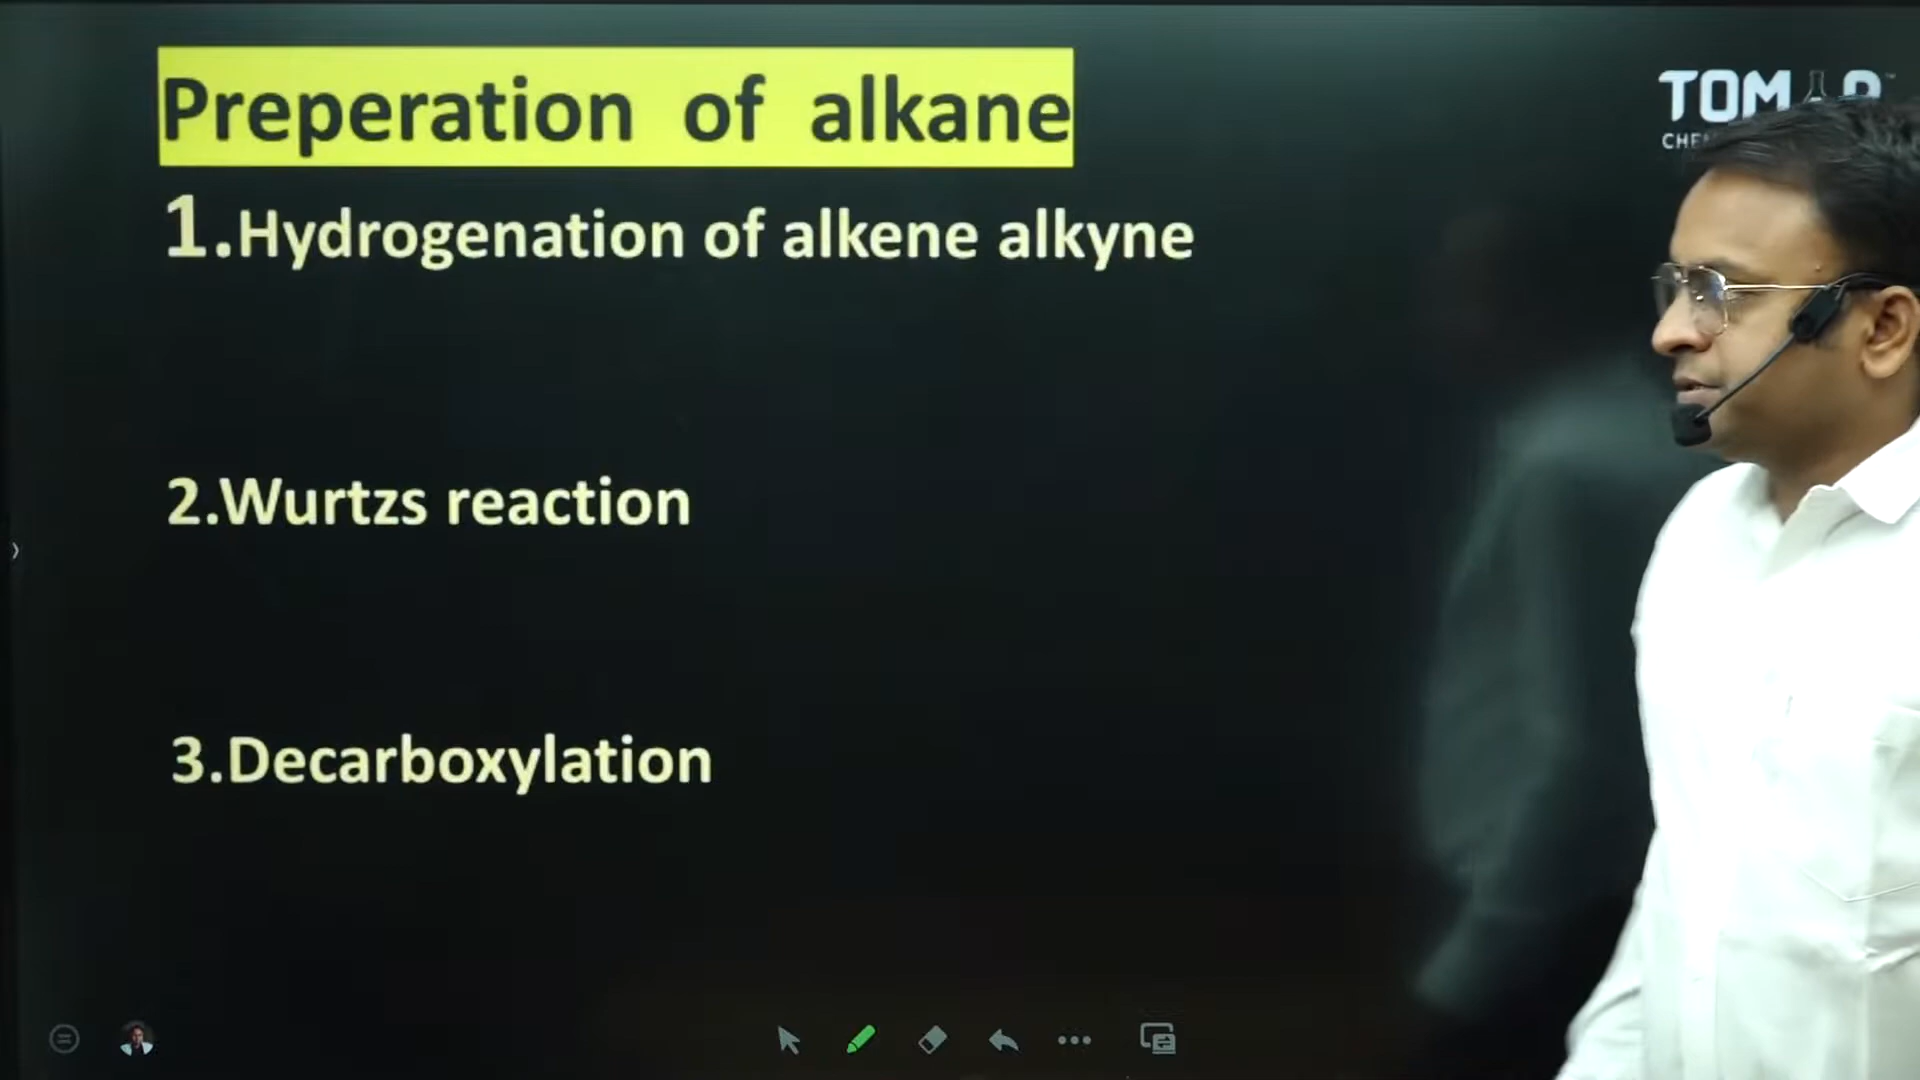 Preperation of alkane
1.Hydrogenation of alkene alkyne
2.Wurtzs reaction
3.Decarboxylation